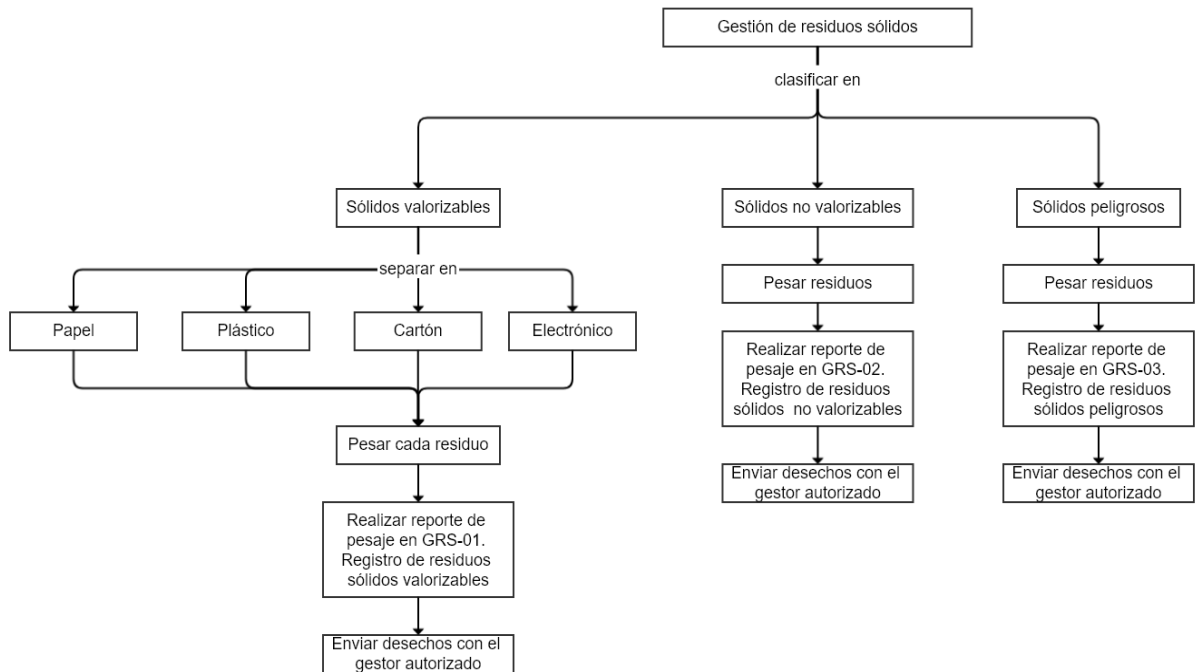 Gestión de residuos sólidos
clasificar en
Sólidos valorizables
Sólidos no valorizables
Sólidos peligrosos
separar en
Pesar residuos
Pesar residuos
Papel
Plástico
Cartón
Electrónico
Realizar reporte de
pesaje en GRS-02.
Registro de residuos
sólidos no valorizables
Realizar reporte de
pesaje en GRS-03.
Registro de residuos
sólidos peligrosos
Pesar cada residuo
Enviar desechos con el
gestor autorizado
Enviar desechos con el
gestor autorizado
Realizar reporte de
pesaje en GRS-01.
Registro de residuos
sólidos valorizables
Enviar desechos con el
gestor autorizado